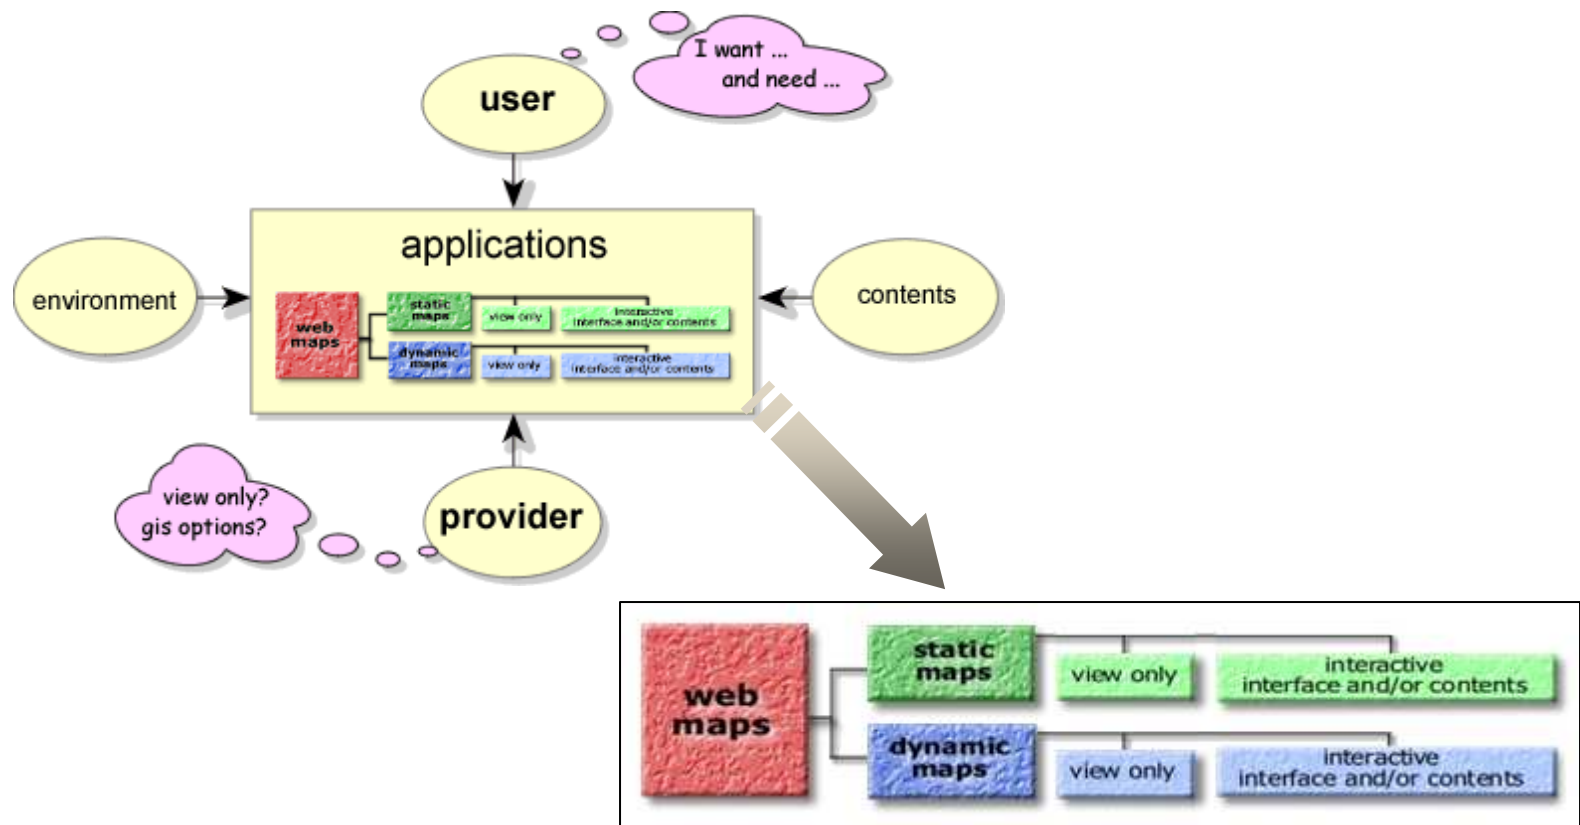 I want ...
and need ...
user
applications
environment
contents
web
maps
static
maps
view only
interactive
interface and/or contents
dynamic
maps
view only
interactive
interface and/or contents
view only?
gis options?
provider
web
maps
static
maps
view only
interactive
interface and/or contents
dynamic
maps
view only
interactive
interface and/or contents